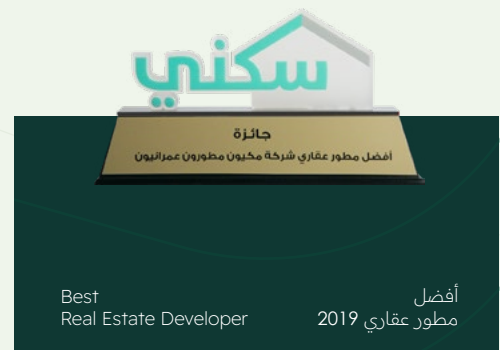 سكني
جائزة
أفضل مطور عقاري شركة مكيون مطورون عمرانيون
أفضل
مطور عقاري 2019
Best
Real Estate Developer